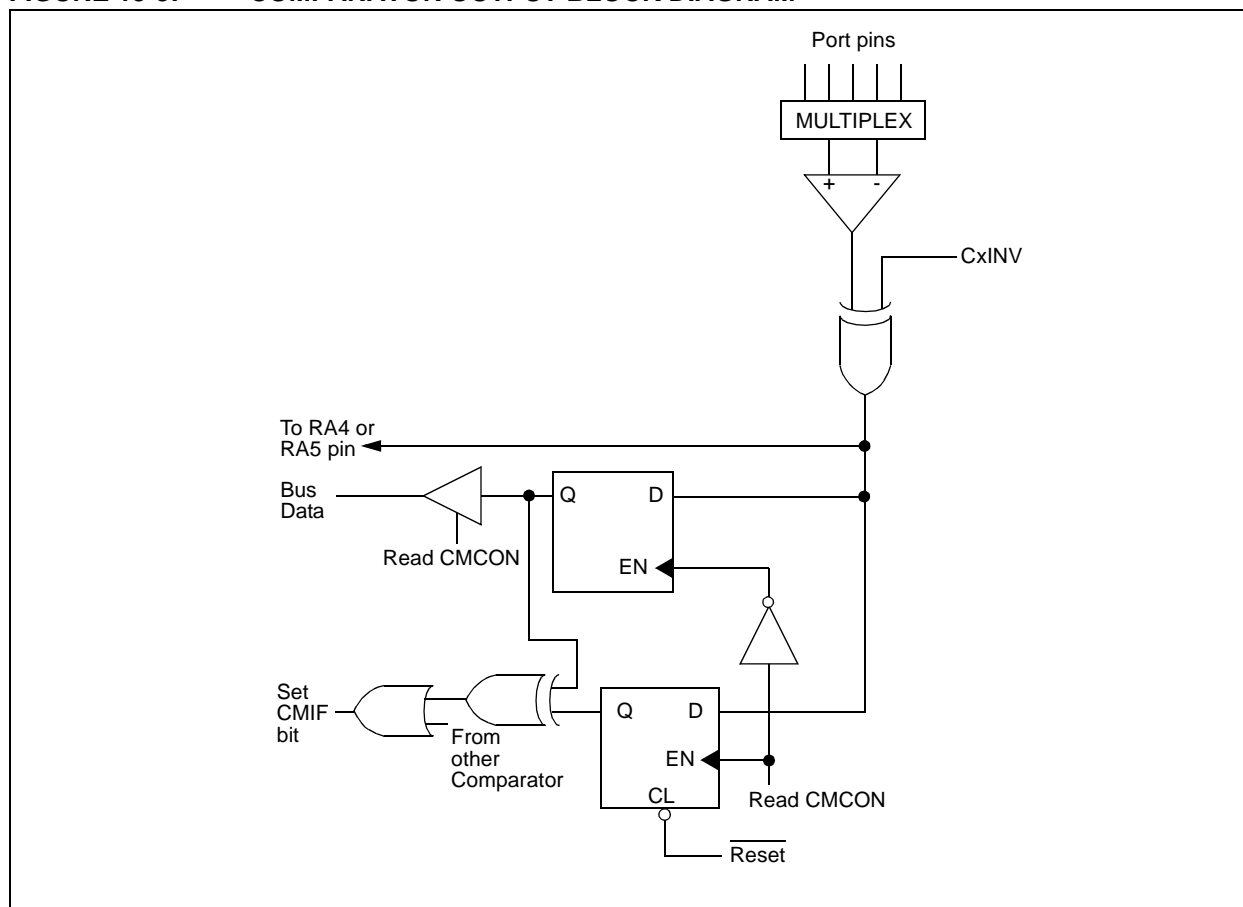 Port pins
MULTIPLEX
+ -
CxINV
To RA4 or
RA5 pin
Bus
Data
Q D
Read CMCON
EN
Set
CMIF
bit
Q D
From
other
Comparator
EN
CL
Read CMCON
Reset